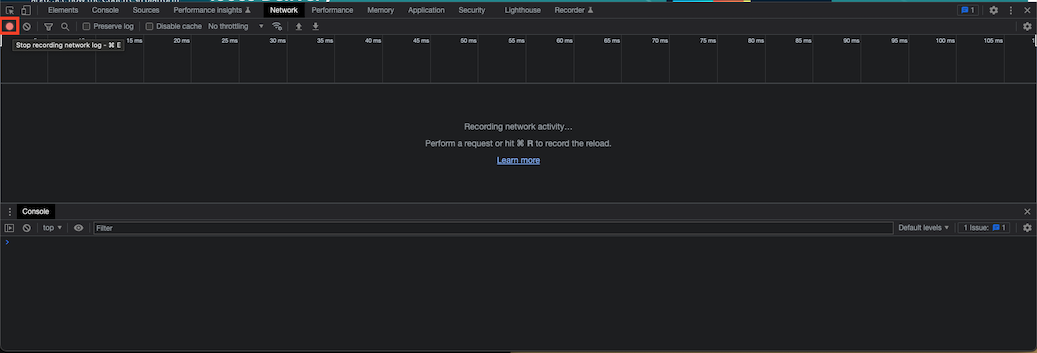 Elements Console Sources Performance insights Network Performance Memory Application Security Lighthouse Recorder 1
Preserve log Disable cache No throttling
Stop recording network log - ⌘ E
15 ms 20 ms 25 ms 30 ms 35 ms 40 ms 45 ms 50 ms 55 ms 60 ms 65 ms 70 ms 75 ms 80 ms 85 ms 90 ms 95 ms 100 ms 105 ms
Recording network activity…
Perform a request or hit ⌘ R to record the reload.
Learn more
Console
top Filter Default levels 1 Issue: 1